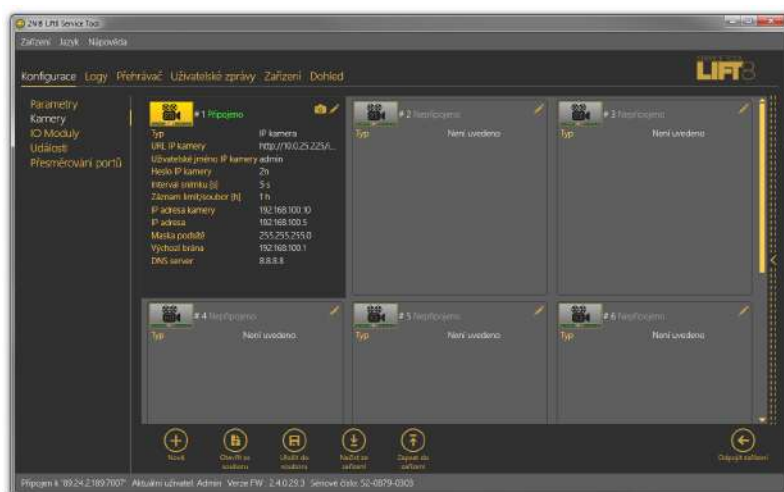 2N® Lift8 Service Tool
Zařízení Jazyk Nápověda
Konfigurace Logy Přehrávač Uživatelské zprávy Zařízení Dohled
LIFT8
Parametry
Kamery
IO Moduly
Události
Přesměrování portů
# 1 Připojeno
Typ IP kamera
URL IP kamery http://10.0.25.225/i...
Uživatelské jméno IP kamery admin
Heslo IP kamery 2n
Interval snímku [s] 5 s
Záznam limit/soubor [h] 1 h
IP adresa kamery 192.168.100.10
IP adresa 192.168.100.5
Maska podsítě 255.255.255.0
Výchozí brána 192.168.100.1
DNS server 8.8.8.8
# 2 Nepřipojeno
Typ Není uvedeno
# 3 Nepřipojeno
Typ Není uvedeno
# 4 Nepřipojeno
Typ Není uvedeno
# 5 Nepřipojeno
Typ Není uvedeno
# 6 Nepřipojeno
Typ Není uvedeno
Nová
Otevřít ze souboru
Uložit do souboru
Načíst ze zařízení
Zapsat do zařízení
Odpojit zařízení
Připojen k '89.24.2.189:7007' Aktuální uživatel: Admin Verze FW: 2.4.0.29.3 Sériové číslo: 52-0879-0303